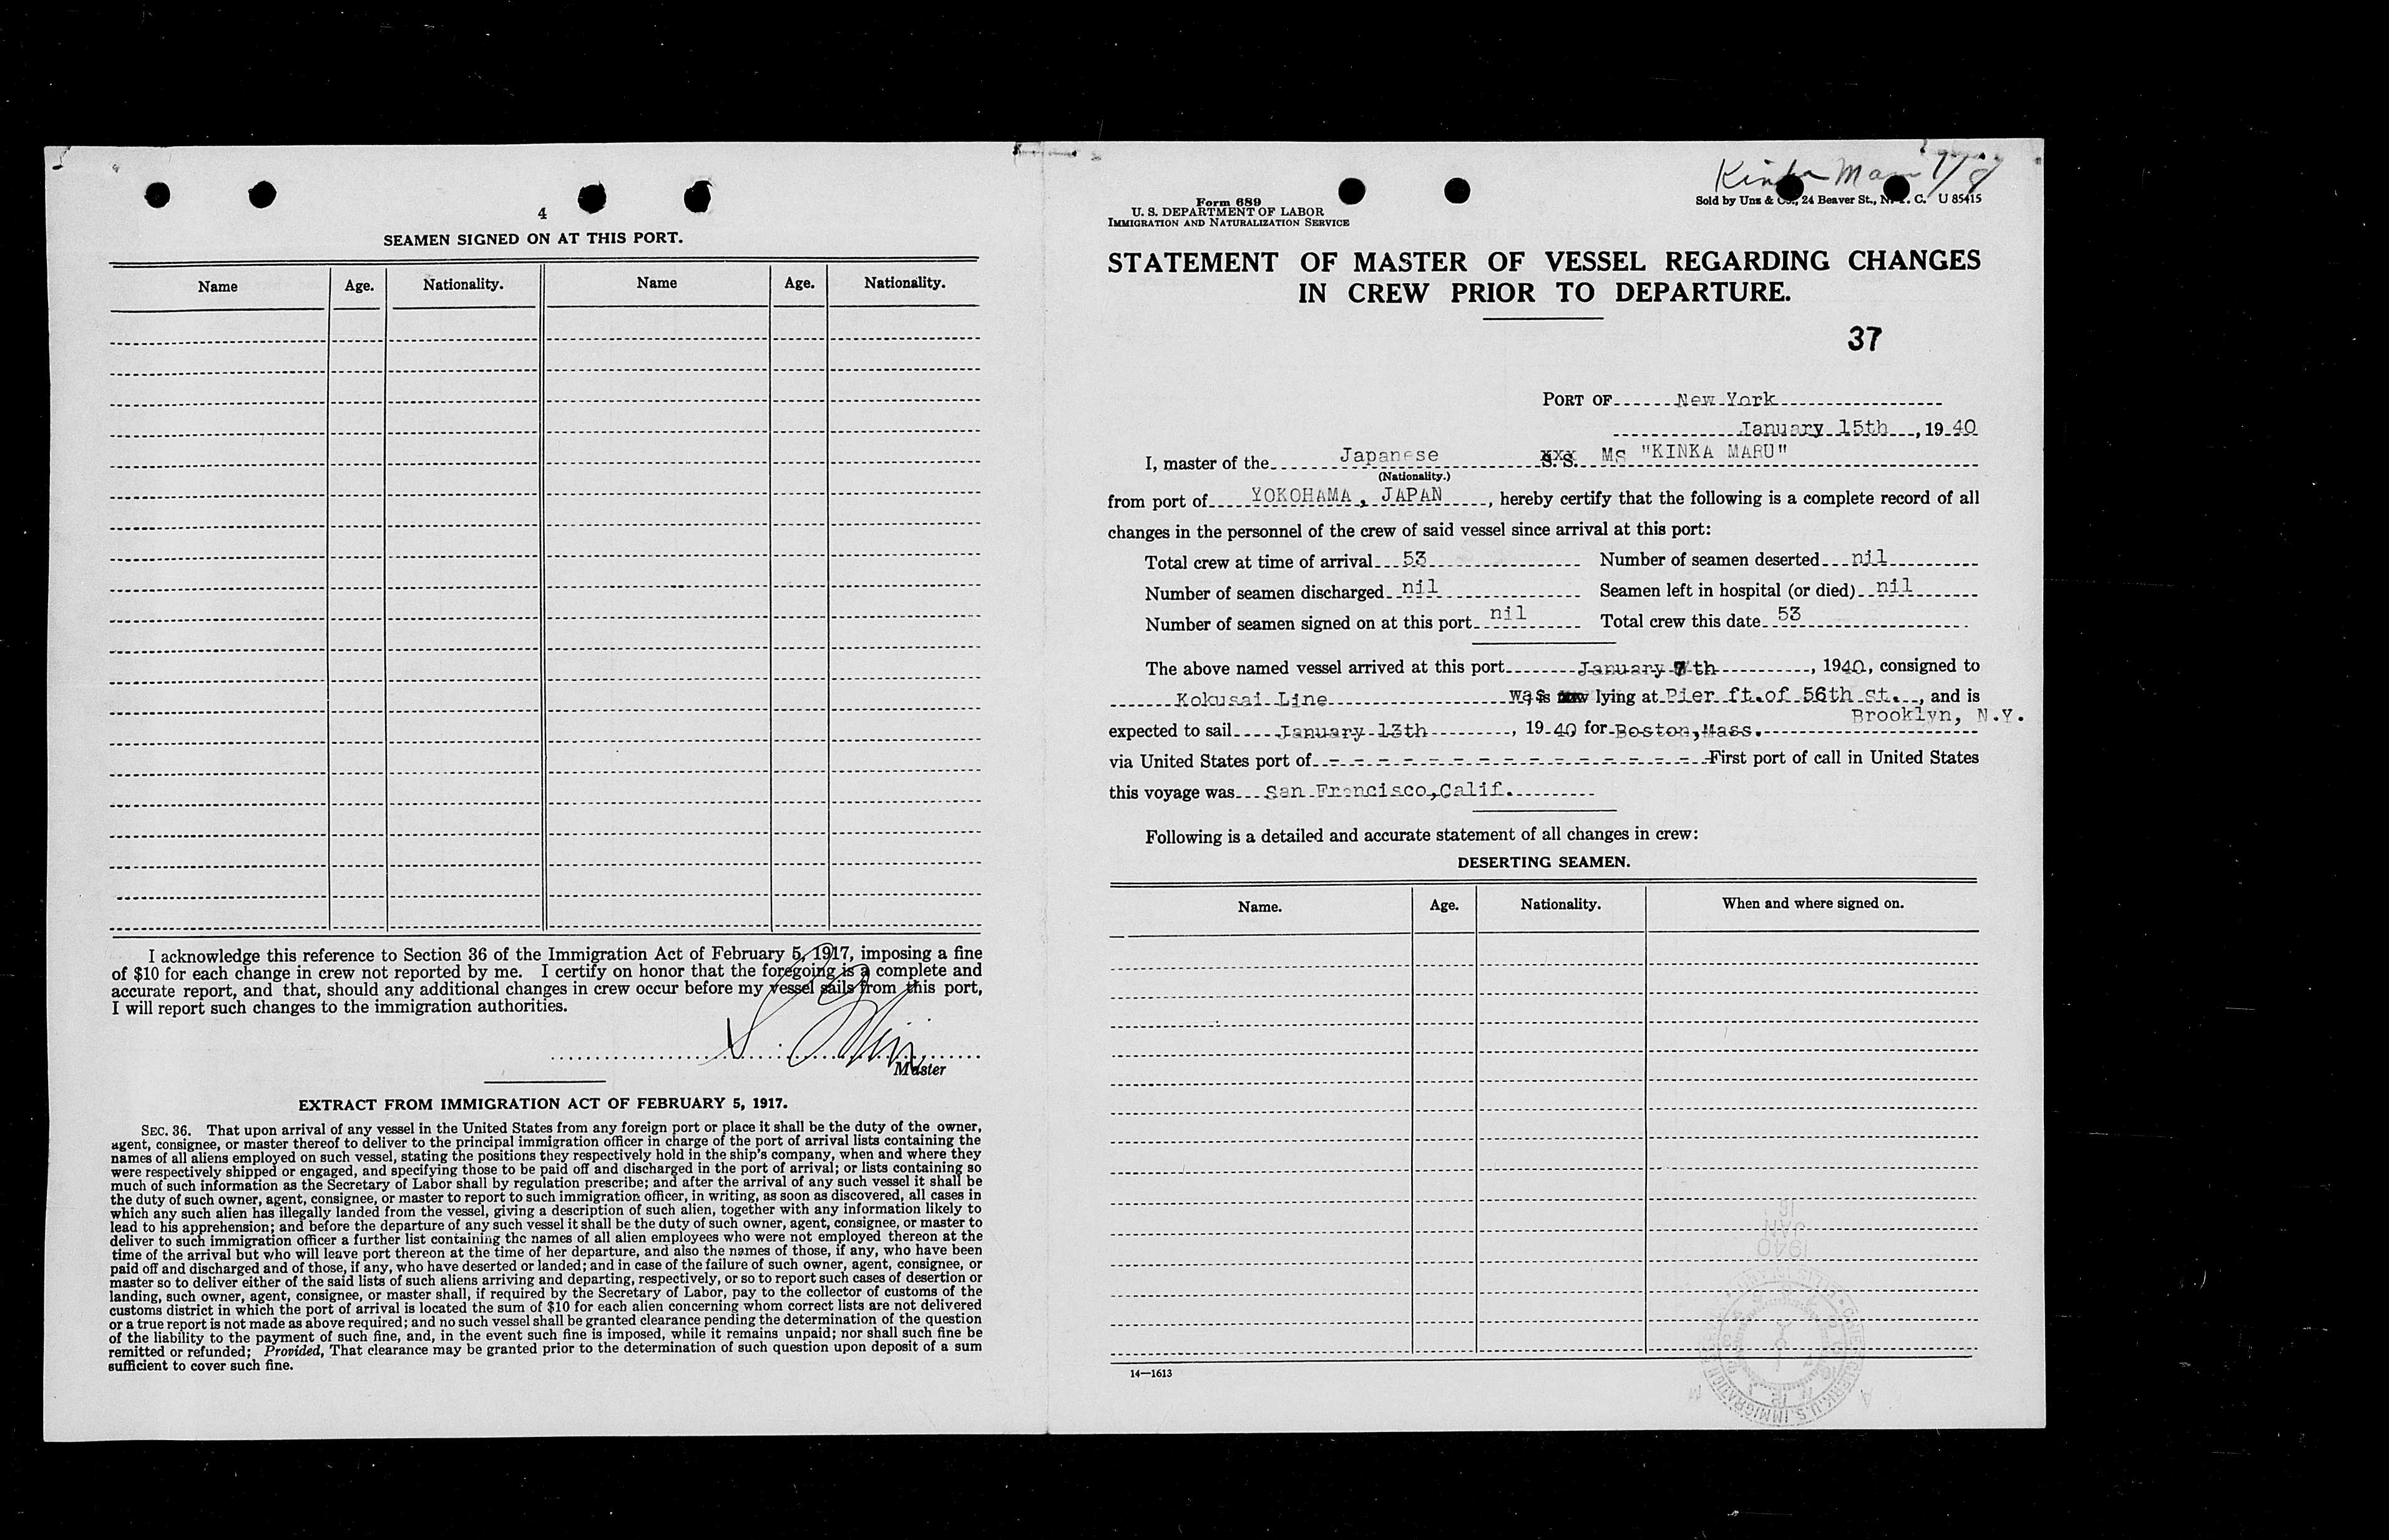 4
SEAMEN SIGNED ON AT THIS PORT.
Name Age. Nationality. Name Age. Nationality.
I acknowledge this reference to Section 36 of the Immigration Act of February 5, 1917, imposing a fine
of $10 for each change in crew not reported by me. I certify on honor that the foregoing is a complete and
accurate report, and that, should any additional changes in crew occur before my vessel sails from this port,
I will report such changes to the immigration authorities.
Master
EXTRACT FROM IMMIGRATION ACT OF FEBRUARY 5, 1917.
SEC. 36. That upon arrival of any vessel in the United States from any foreign port or place it shall be the duty of the owner,
agent, consignee, or master thereof to deliver to the principal immigration officer in charge of the port of arrival lists containing the
names of all aliens employed on such vessel, stating the positions they respectively hold in the ship's company, when and where they
were respectively shipped or engaged, and specifying those to be paid off and discharged in the port of arrival; or lists containing so
much of such information as the Secretary of Labor shall by regulation prescribe; and after the arrival of any such vessel it shall be
the duty of such owner, agent, consignee, or master to report to such immigration officer, in writing, as soon as discovered, all cases in
which any such alien has illegally landed from the vessel, giving a description of such alien, together with any information likely to
lead to his apprehension; and before the departure of any such vessel it shall be the duty of such owner, agent, consignee, or master to
deliver to such immigration officer a further list containing the names of all alien employees who were not employed thereon at the
time of the arrival but who will leave port thereon at the time of her departure, and also the names of those, if any, who have been
paid off and discharged and of those, if any, who have deserted or landed; and in case of the failure of such owner, agent, consignee, or
master so to deliver either of the said lists of such aliens arriving and departing, respectively, or so to report such cases of desertion or
landing, such owner, agent, consignee, or master shall, if required by the Secretary of Labor, pay to the collector of customs of the
customs district in which the port of arrival is located the sum of $10 for each alien concerning whom correct lists are not delivered
or a true report is not made as above required; and no such vessel shall be granted clearance pending the determination of the question
of the liability to the payment of such fine, and, in the event such fine is imposed, while it remains unpaid; nor shall such fine be
remitted or refunded; Provided, That clearance may be granted prior to the determination of such question upon deposit of a sum
sufficient to cover such fine.
Kinka Maru
Form 689
U. S. DEPARTMENT OF LABOR
IMMIGRATION AND NATURALIZATION SERVICE
Sold by Unz & Co., 24 Beaver St., N. Y. C. U 85415
STATEMENT OF MASTER OF VESSEL REGARDING CHANGES
IN CREW PRIOR TO DEPARTURE.
37
PORT OF New York
January 15th, 1940
I, master of the Japanese S.S. MS "KINKA MARU"
(Nationality.)
from port of YOKOHAMA, JAPAN, hereby certify that the following is a complete record of all
changes in the personnel of the crew of said vessel since arrival at this port:
Total crew at time of arrival 53 Number of seamen deserted nil
Number of seamen discharged nil Seamen left in hospital (or died) nil
Number of seamen signed on at this port nil Total crew this date 53
The above named vessel arrived at this port January 7th, 1940, consigned to
Kokusai Line was lying at Pier ft.of 56th St., and is
Brooklyn, N.Y.
expected to sail January 13th, 1940 for Boston,Mass.
via United States port of - - - - - - - - - - - - - - - - First port of call in United States
this voyage was San Francisco,Calif.
Following is a detailed and accurate statement of all changes in crew:
DESERTING SEAMEN.
Name. Age. Nationality. When and where signed on.
16
JAN
1940
14—1613